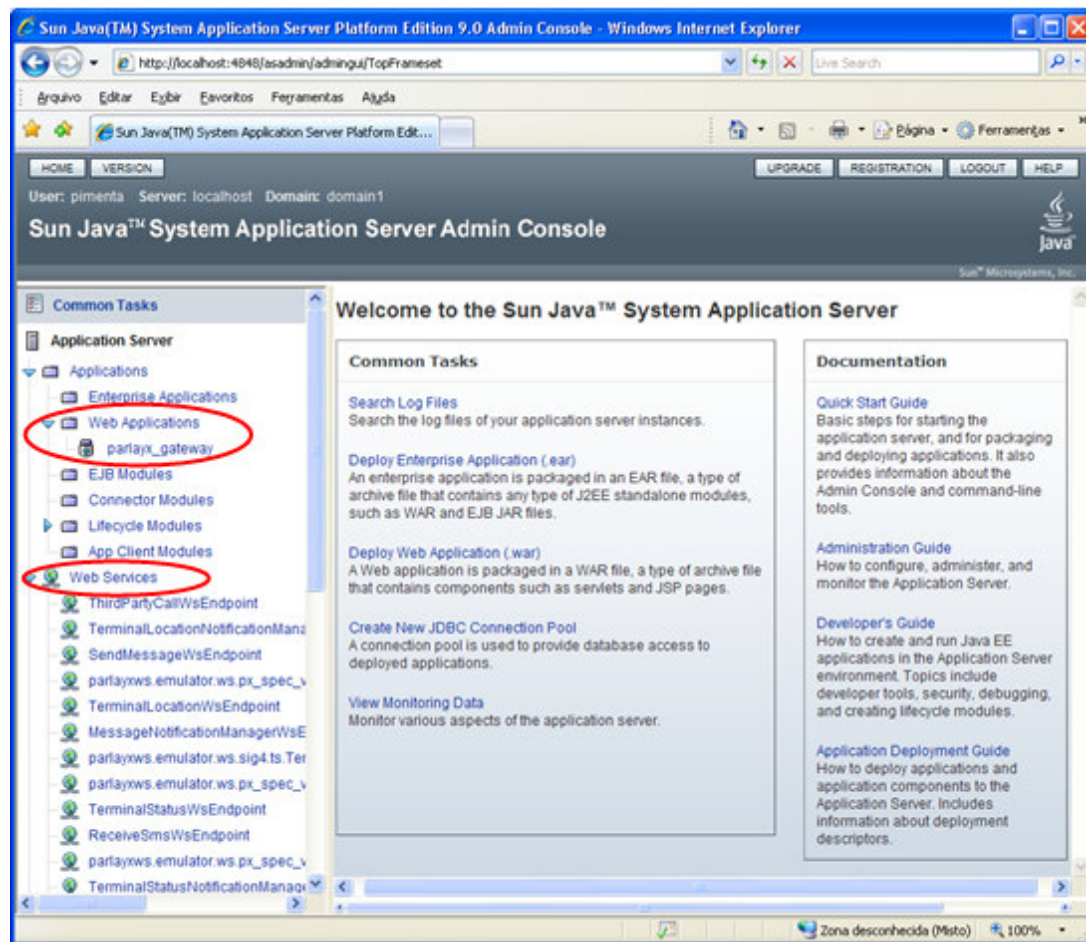 Sun Java(TM) System Application Server Platform Edition 9.0 Admin Console - Windows Internet Explorer
http://localhost:4848/asadmin/admingui/TopFrameset
Live Search
Arquivo Editar Exibir Favoritos Ferramentas Ajuda
Sun Java(TM) System Application Server Platform Edit...
Página
Ferramentas
HOME VERSION
UPGRADE REGISTRATION LOGOUT HELP
User: pimenta Server: localhost Domain: domain1
Sun Java™ System Application Server Admin Console
Java
Sun™ Microsystems, Inc.
Common Tasks
Application Server
Applications
Enterprise Applications
Web Applications
parlayx_gateway
EJB Modules
Connector Modules
Lifecycle Modules
App Client Modules
Web Services
ThirdPartyCallWsEndpoint
TerminalLocationNotificationMana
SendMessageWsEndpoint
parlayxws.emulator.ws.px_spec_v
TerminalLocationWsEndpoint
MessageNotificationManagerWsE
parlayxws.emulator.ws.sig4.ts.Ter
parlayxws.emulator.ws.px_spec_v
TerminalStatusWsEndpoint
ReceiveSmsWsEndpoint
parlayxws.emulator.ws.px_spec_v
TerminalStatusNotificationManag
Welcome to the Sun Java™ System Application Server
Common Tasks
Search Log Files
Search the log files of your application server instances.
Deploy Enterprise Application (.ear)
An enterprise application is packaged in an EAR file, a type of
archive file that contains any type of J2EE standalone modules,
such as WAR and EJB JAR files.
Deploy Web Application (.war)
A Web application is packaged in a WAR file, a type of archive file
that contains components such as servlets and JSP pages.
Create New JDBC Connection Pool
A connection pool is used to provide database access to
deployed applications.
View Monitoring Data
Monitor various aspects of the application server.
Documentation
Quick Start Guide
Basic steps for starting the
application server, and for packaging
and deploying applications. It also
provides information about the
Admin Console and command-line
tools.
Administration Guide
How to configure, administer, and
monitor the Application Server.
Developer's Guide
How to create and run Java EE
applications in the Application Server
environment. Topics include
developer tools, security, debugging,
and creating lifecycle modules.
Application Deployment Guide
How to deploy applications and
application components to the
Application Server. Includes
information about deployment
descriptors.
Zona desconhecida (Misto)
100%